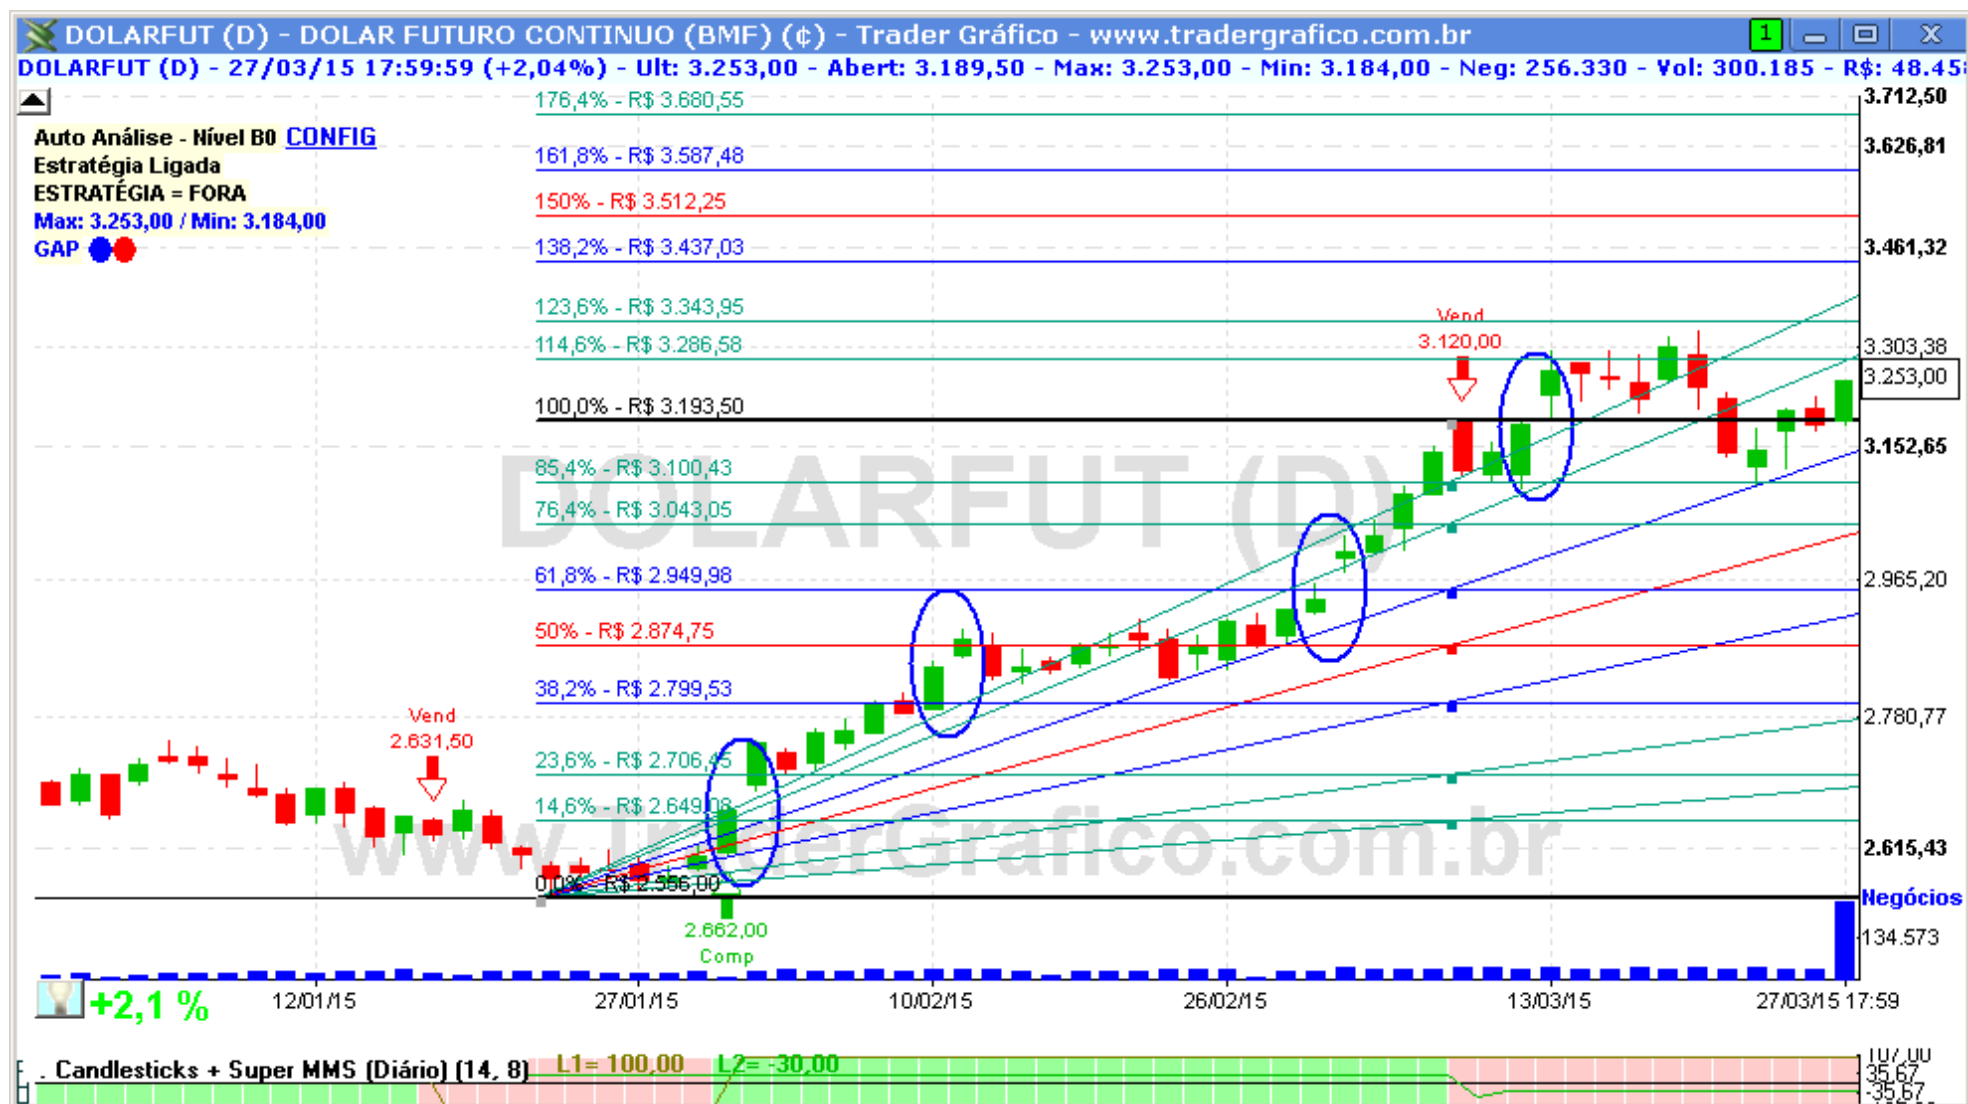 DOLARFUT (D) - DOLAR FUTURO CONTINUO (BMF) (¢) - Trader Gráfico - www.tradergrafico.com.br
1
X
DOLARFUT (D) - 27/03/15 17:59:59 (+2,04%) - Ult: 3.253,00 - Abert: 3.189,50 - Max: 3.253,00 - Min: 3.184,00 - Neg: 256.330 - Vol: 300.185 - R$: 48.45
176,4% - R$ 3.680,55
3.712,50
Auto Análise - Nível B0 CONFIG
161,8% - R$ 3.587,48
3.626,81
Estratégia Ligada
ESTRATÉGIA = FORA
150% - R$ 3.512,25
Max: 3.253,00 / Min: 3.184,00
GAP
138,2% - R$ 3.437,03
3.461,32
123,6% - R$ 3.343,95
Vend
3.120,00
114,6% - R$ 3.286,58
3.303,38
3.253,00
100,0% - R$ 3.193,50
3.152,65
85,4% - R$ 3.100,43
DOLARFUT (D)
76,4% - R$ 3.043,05
61,8% - R$ 2.949,98
2.965,20
50% - R$ 2.874,75
38,2% - R$ 2.799,53
Vend
2.631,50
2.780,77
23,6% - R$ 2.706,45
14,6% - R$ 2.649,08
www.TraderGrafico.com.br
2.615,43
0,0% - R$ 2.556,00
Negócios
2.662,00
Comp
134.573
+2,1 %
12/01/15
27/01/15
10/02/15
26/02/15
13/03/15
27/03/15 17:59
. Candlesticks + Super MMS (Diário) (14, 8)
L1= 100,00
L2= -30,00
107,00
35,67
-35,67